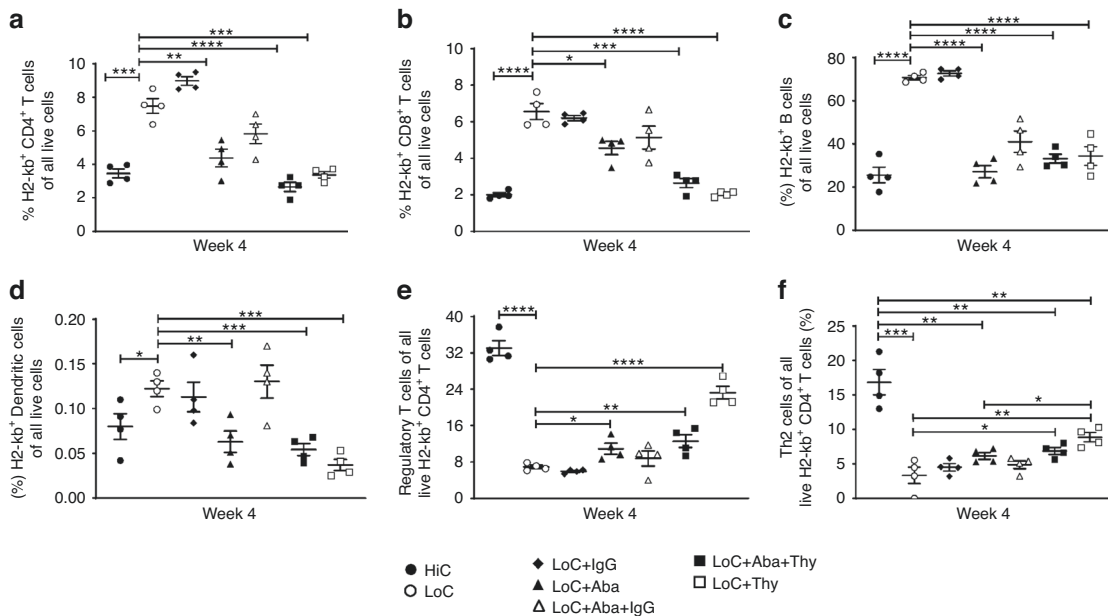 a
% H2-kb⁺ CD4⁺ T cells
of all live cells
10
8
6
4
2
0
***
****
**
***
Week 4
b
% H2-kb⁺ CD8⁺ T cells
of all live cells
10
8
6
4
2
0
****
***
*
****
Week 4
c
(%) H2-kb⁺ B cells
of all live cells
80
60
40
20
0
****
****
****
****
Week 4
d
(%) H2-kb⁺ Dendritic cells
of all live cells
0.20
0.15
0.10
0.05
0.00
***
***
**
*
Week 4
e
Regulatory T cells of all
live H2-kb⁺ CD4⁺ T cells
40
32
24
16
8
0
****
****
**
*
Week 4
f
Th2 cells of all
live H2-kb⁺ CD4⁺ T cells (%)
25
20
15
10
5
0
**
**
**
***
*
**
*
Week 4
HiC
LoC
LoC+IgG
LoC+Aba
LoC+Aba+IgG
LoC+Aba+Thy
LoC+Thy